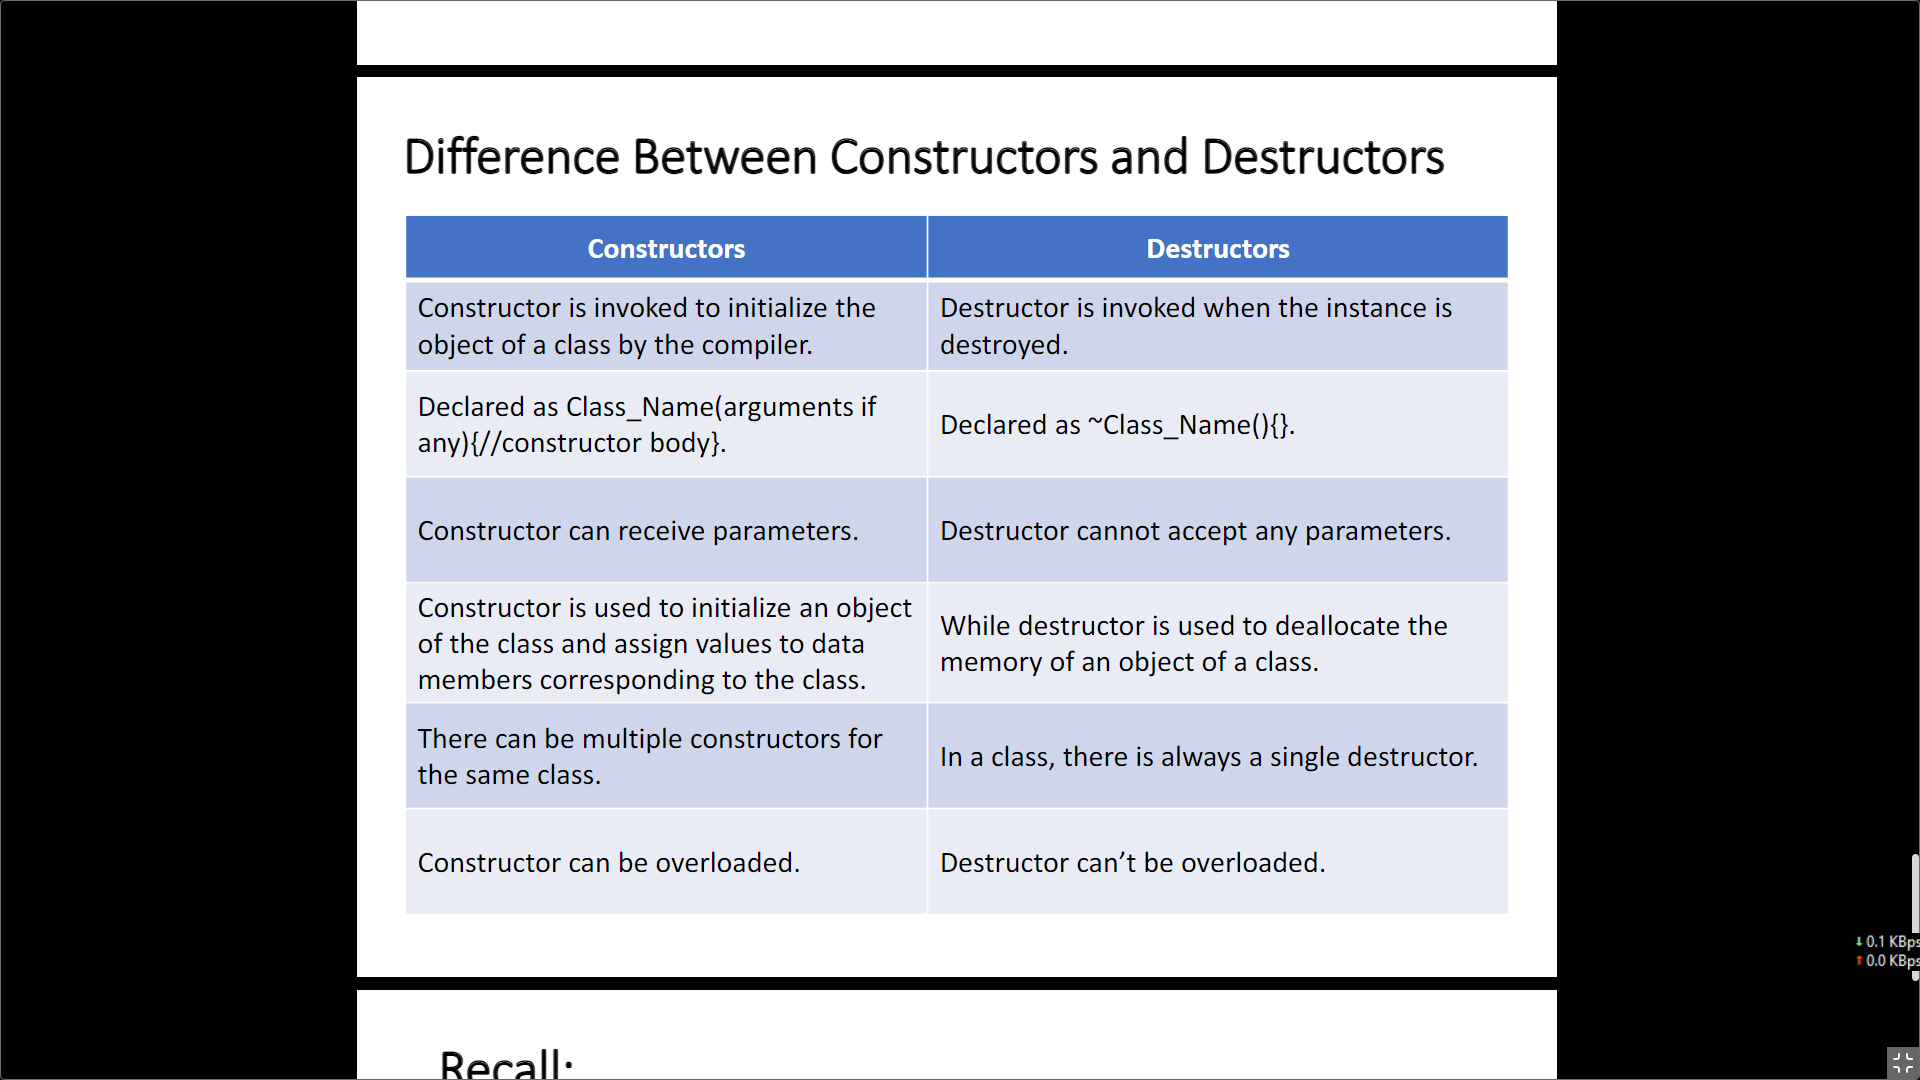 Difference Between Constructors and Destructors
Constructors
Destructors
Constructor is invoked to initialize the
object of a class by the compiler.
Destructor is invoked when the instance is
destroyed.
Declared as Class_Name(arguments if
any){//constructor body}.
Declared as ~Class_Name(){}.
Constructor can receive parameters.
Destructor cannot accept any parameters.
Constructor is used to initialize an object
of the class and assign values to data
members corresponding to the class.
While destructor is used to deallocate the
memory of an object of a class.
There can be multiple constructors for
the same class.
In a class, there is always a single destructor.
Constructor can be overloaded.
Destructor can’t be overloaded.
↓ 0.1 KBps
↑ 0.0 KBps
Recall: